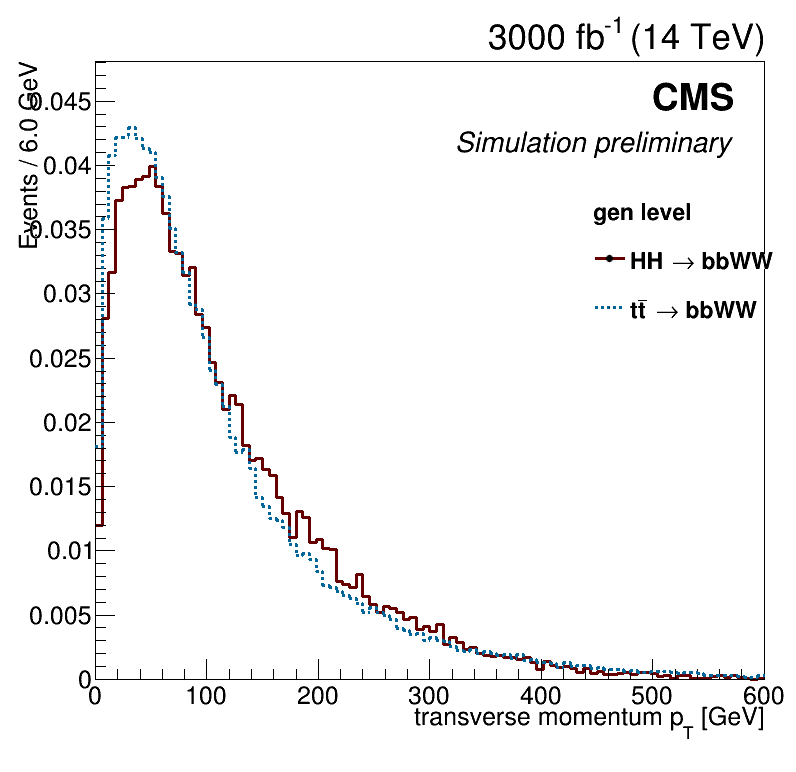 3000 fb-1 (14 TeV)
Events / 6.0 GeV
CMS
Simulation preliminary
gen level
HH → bbWW
tt̄ → bbWW
0.045
0.04
0.035
0.03
0.025
0.02
0.015
0.01
0.005
0
0 100 200 300 400 500 600
transverse momentum pT [GeV]